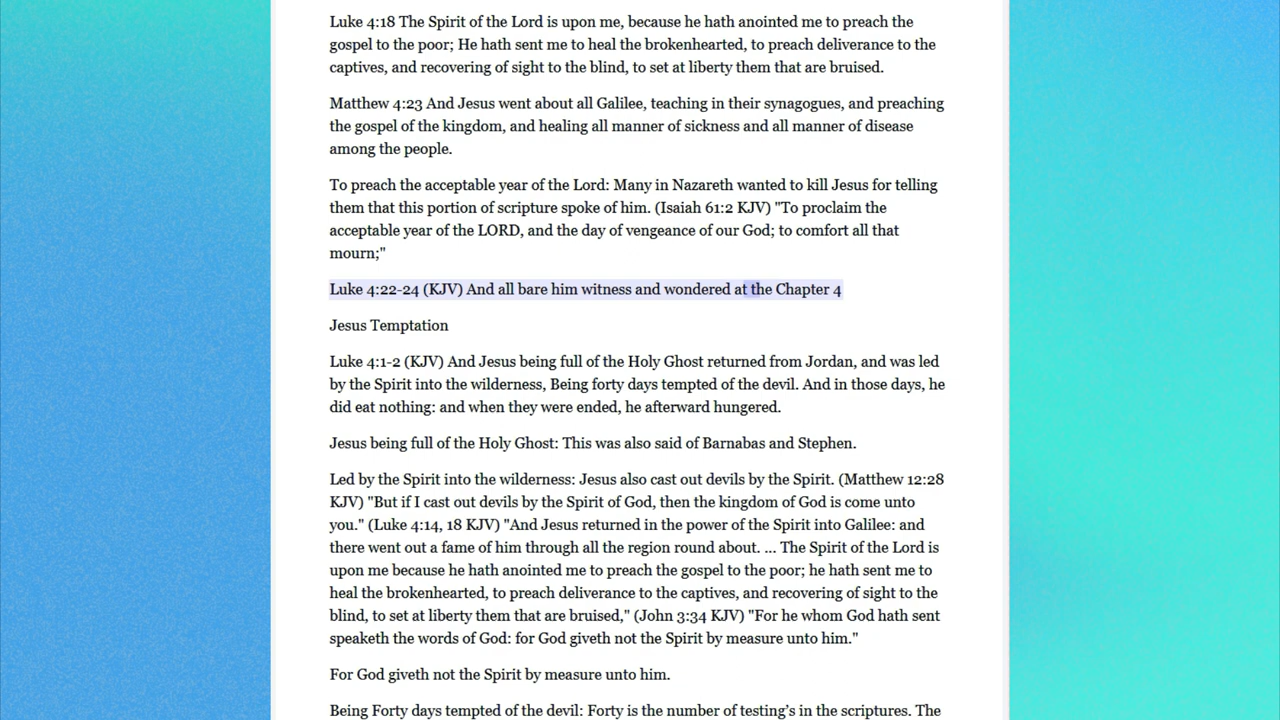 Luke 4:18 The Spirit of the Lord is upon me, because he hath anointed me to preach the
gospel to the poor; He hath sent me to heal the brokenhearted, to preach deliverance to the
captives, and recovering of sight to the blind, to set at liberty them that are bruised.
Matthew 4:23 And Jesus went about all Galilee, teaching in their synagogues, and preaching
the gospel of the kingdom, and healing all manner of sickness and all manner of disease
among the people.
To preach the acceptable year of the Lord: Many in Nazareth wanted to kill Jesus for telling
them that this portion of scripture spoke of him. (Isaiah 61:2 KJV) "To proclaim the
acceptable year of the LORD, and the day of vengeance of our God; to comfort all that
mourn;"
Luke 4:22-24 (KJV) And all bare him witness and wondered at the Chapter 4
Jesus Temptation
Luke 4:1-2 (KJV) And Jesus being full of the Holy Ghost returned from Jordan, and was led
by the Spirit into the wilderness, Being forty days tempted of the devil. And in those days, he
did eat nothing: and when they were ended, he afterward hungered.
Jesus being full of the Holy Ghost: This was also said of Barnabas and Stephen.
Led by the Spirit into the wilderness: Jesus also cast out devils by the Spirit. (Matthew 12:28
KJV) "But if I cast out devils by the Spirit of God, then the kingdom of God is come unto
you." (Luke 4:14, 18 KJV) "And Jesus returned in the power of the Spirit into Galilee: and
there went out a fame of him through all the region round about. ... The Spirit of the Lord is
upon me because he hath anointed me to preach the gospel to the poor; he hath sent me to
heal the brokenhearted, to preach deliverance to the captives, and recovering of sight to the
blind, to set at liberty them that are bruised," (John 3:34 KJV) "For he whom God hath sent
speaketh the words of God: for God giveth not the Spirit by measure unto him."
For God giveth not the Spirit by measure unto him.
Being Forty days tempted of the devil: Forty is the number of testing's in the scriptures. The